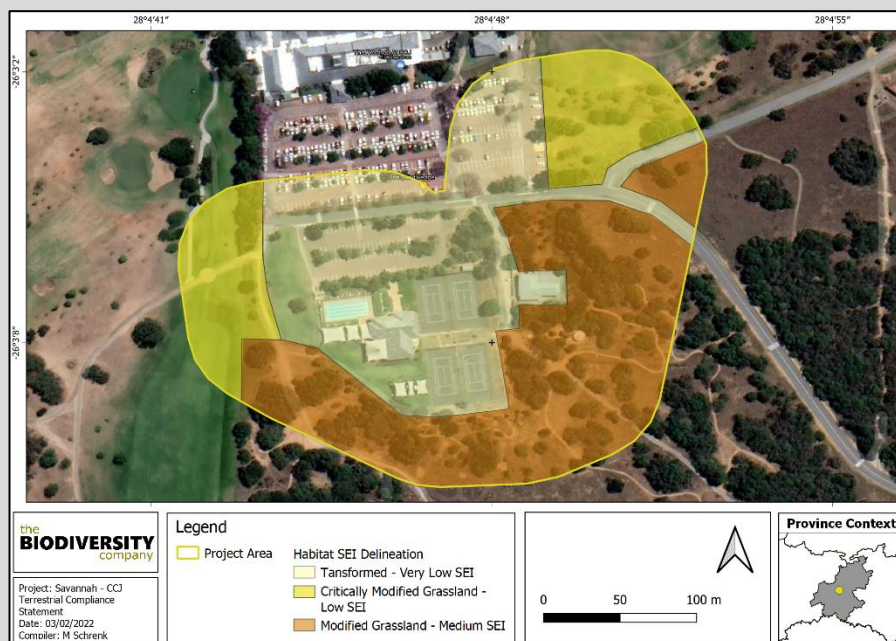 28°4'41"
28°4'48"
28°4'55"
-26°3'2"
-26°3'8"
the
BIODIVERSITY
company
Project: Savannah - CCJ
Terrestrial Compliance
Statement
Date: 03/02/2022
Compiler: M Schrenk
Legend
Project Area
Habitat SEI Delineation
Tansformed - Very Low SEI
Critically Modified Grassland -
Low SEI
Modified Grassland - Medium SEI
0 50 100 m
Province Context